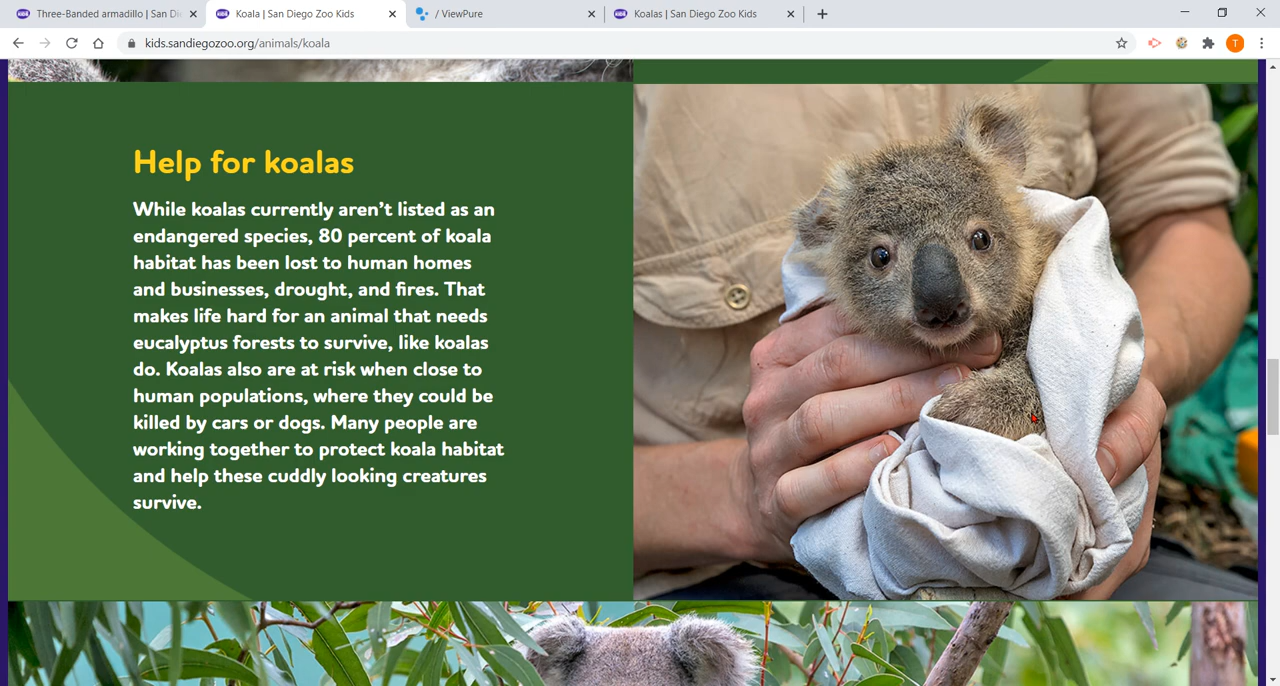 Three-Banded armadillo | San Di
Koala | San Diego Zoo Kids
/ ViewPure
Koalas | San Diego Zoo Kids
kids.sandiegozoo.org/animals/koala
T
Help for koalas
While koalas currently aren't listed as an
endangered species, 80 percent of koala
habitat has been lost to human homes
and businesses, drought, and fires. That
makes life hard for an animal that needs
eucalyptus forests to survive, like koalas
do. Koalas also are at risk when close to
human populations, where they could be
killed by cars or dogs. Many people are
working together to protect koala habitat
and help these cuddly looking creatures
survive.